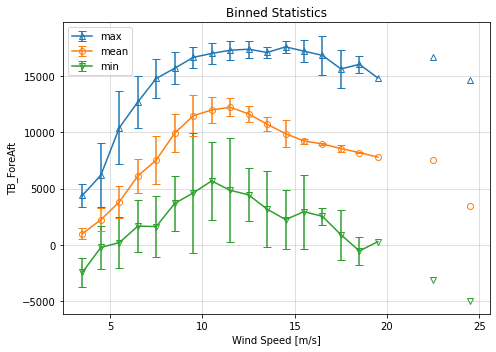 Binned Statistics
max
mean
min
15000
10000
5000
0
−5000
TB_ForeAft
5 10 15 20 25
Wind Speed [m/s]